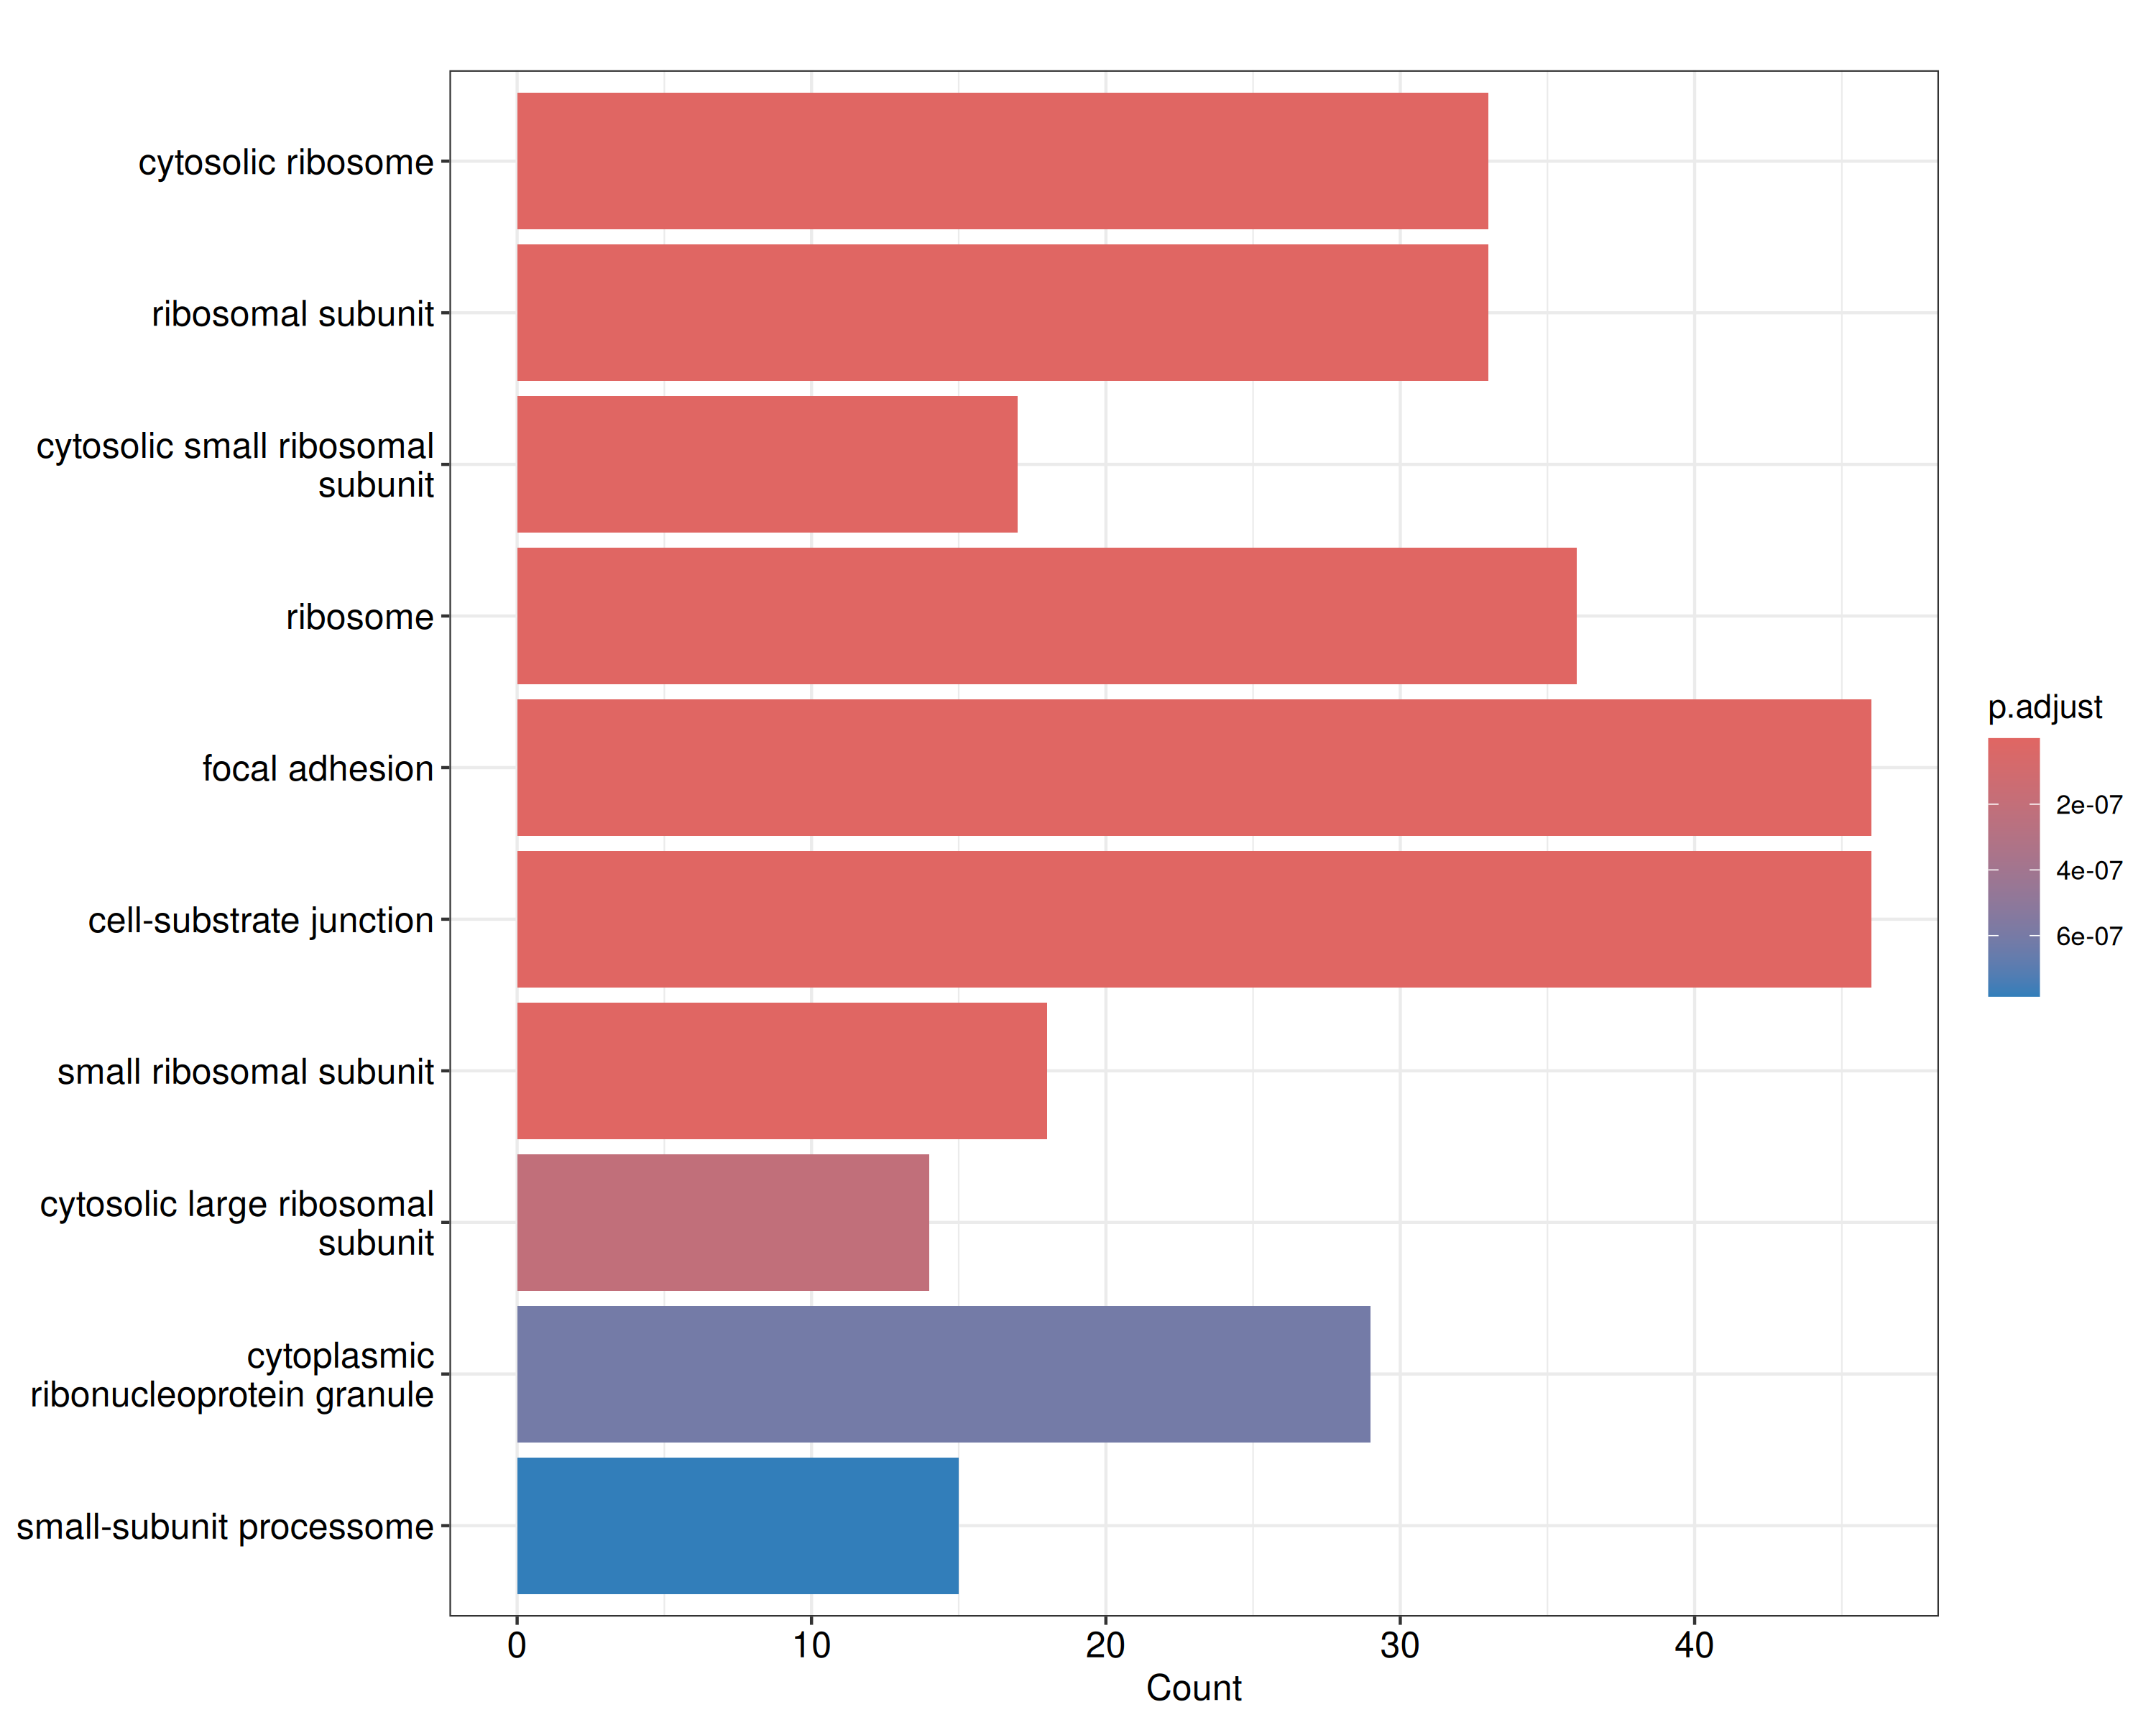 cytosolic ribosome
ribosomal subunit
cytosolic small ribosomal
subunit
ribosome
focal adhesion
cell-substrate junction
small ribosomal subunit
cytosolic large ribosomal
subunit
cytoplasmic
ribonucleoprotein granule
small-subunit processome
0 10 20 30 40
Count
p.adjust
2e-07
4e-07
6e-07